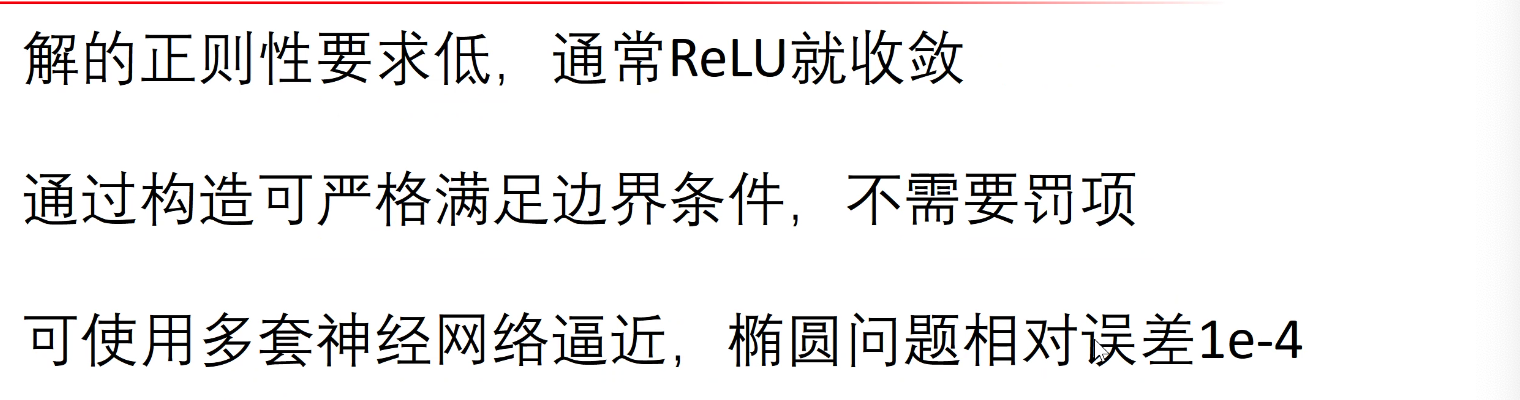 解的正则性要求低，通常ReLU就收敛
通过构造可严格满足边界条件，不需要罚项
可使用多套神经网络逼近，椭圆问题相对误差1e-4